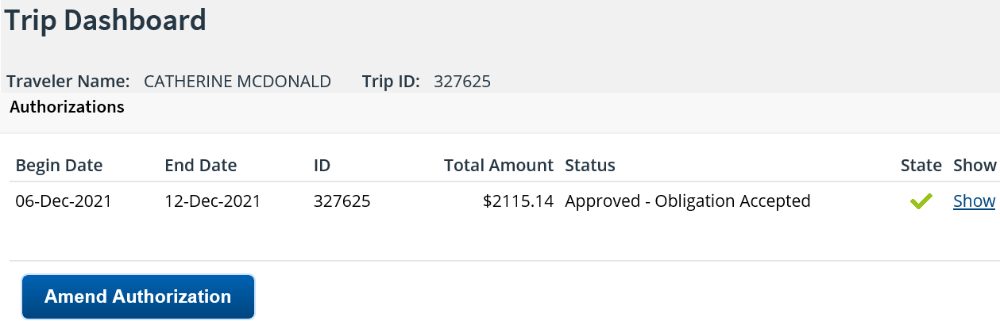 Trip Dashboard
Traveler Name: CATHERINE MCDONALD Trip ID: 327625
Authorizations
Begin Date End Date ID Total Amount Status State Show
06-Dec-2021 12-Dec-2021 327625 $2115.14 Approved - Obligation Accepted Show
Amend Authorization